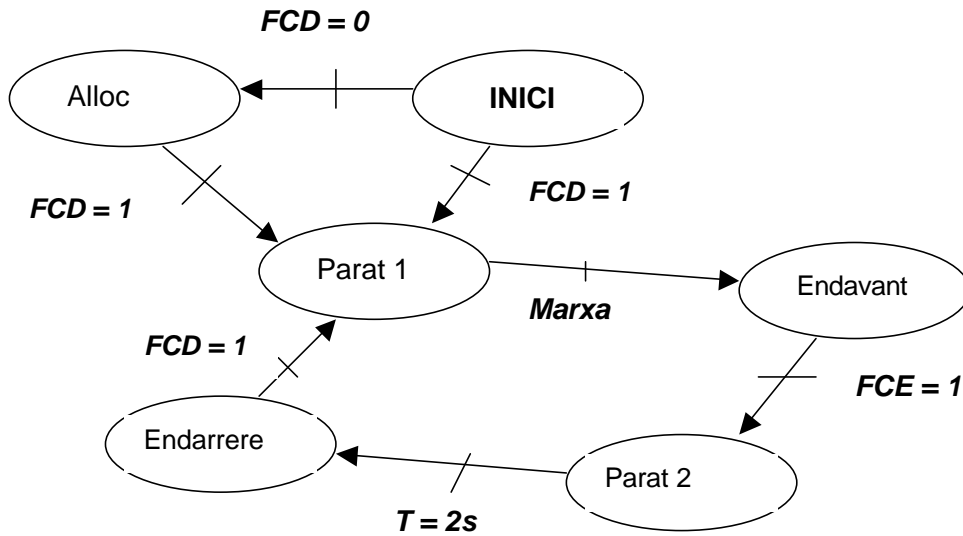 FCD = 0
Alloc
INICI
FCD = 1
FCD = 1
Parat 1
Endavant
Marxa
FCD = 1
FCE = 1
Endarrere
Parat 2
T = 2s